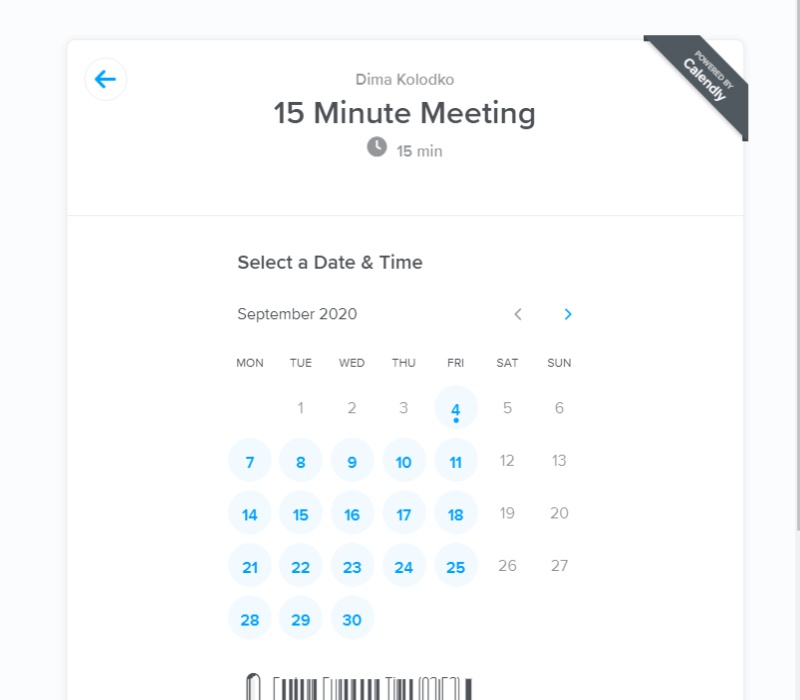 POWERED BY
Calendly
Dima Kolodko
15 Minute Meeting
15 min
Select a Date & Time
September 2020
MON TUE WED THU FRI SAT SUN
1 2 3 4 5 6
7 8 9 10 11 12 13
14 15 16 17 18 19 20
21 22 23 24 25 26 27
28 29 30